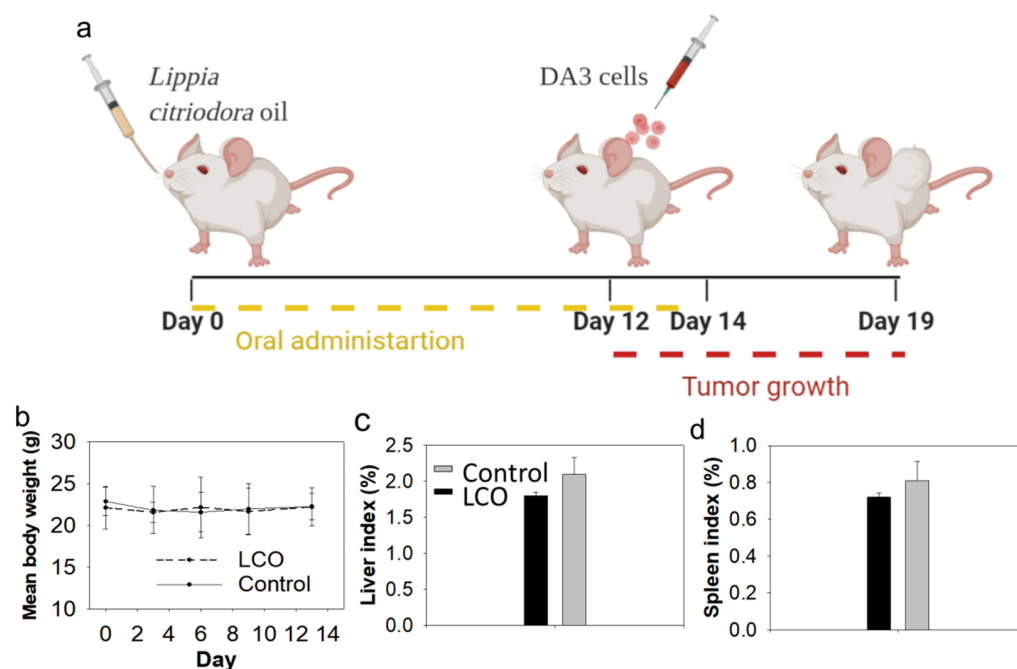 a
Lippia
citriodora oil
DA3 cells
Day 0
Day 12
Day 14
Day 19
Oral administartion
Tumor growth
b
Mean body weight (g)
30
25
20
15
10
LCO
Control
0 2 4 6 8 10 12 14
Day
c
Liver index (%)
2.5
2.0
1.5
1.0
0.5
0.0
Control
LCO
d
Spleen index (%)
1.0
0.8
0.6
0.4
0.2
0.0